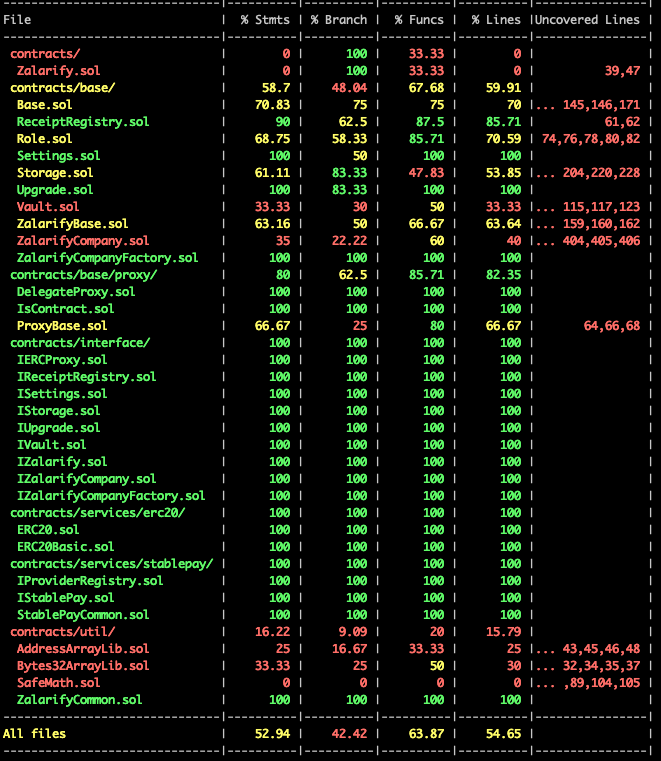 File | % Stmts | % Branch | % Funcs | % Lines |Uncovered Lines |
contracts/ | 0 | 100 | 33.33 | 0 | |
Zalarify.sol | 0 | 100 | 33.33 | 0 | 39,47 |
contracts/base/ | 58.7 | 48.04 | 67.68 | 59.91 | |
Base.sol | 70.83 | 75 | 75 | 70 |... 145,146,171 |
ReceiptRegistry.sol | 90 | 62.5 | 87.5 | 85.71 | 61,62 |
Role.sol | 68.75 | 58.33 | 85.71 | 70.59 | 74,76,78,80,82 |
Settings.sol | 100 | 50 | 100 | 100 | |
Storage.sol | 61.11 | 83.33 | 47.83 | 53.85 |... 204,220,228 |
Upgrade.sol | 100 | 83.33 | 100 | 100 | |
Vault.sol | 33.33 | 30 | 50 | 33.33 |... 115,117,123 |
ZalarifyBase.sol | 63.16 | 50 | 66.67 | 63.64 |... 159,160,162 |
ZalarifyCompany.sol | 35 | 22.22 | 60 | 40 |... 404,405,406 |
ZalarifyCompanyFactory.sol | 100 | 100 | 100 | 100 | |
contracts/base/proxy/ | 80 | 62.5 | 85.71 | 82.35 | |
DelegateProxy.sol | 100 | 100 | 100 | 100 | |
IsContract.sol | 100 | 100 | 100 | 100 | |
ProxyBase.sol | 66.67 | 25 | 80 | 66.67 | 64,66,68 |
contracts/interface/ | 100 | 100 | 100 | 100 | |
IERCProxy.sol | 100 | 100 | 100 | 100 | |
IReceiptRegistry.sol | 100 | 100 | 100 | 100 | |
ISettings.sol | 100 | 100 | 100 | 100 | |
IStorage.sol | 100 | 100 | 100 | 100 | |
IUpgrade.sol | 100 | 100 | 100 | 100 | |
IVault.sol | 100 | 100 | 100 | 100 | |
IZalarify.sol | 100 | 100 | 100 | 100 | |
IZalarifyCompany.sol | 100 | 100 | 100 | 100 | |
IZalarifyCompanyFactory.sol | 100 | 100 | 100 | 100 | |
contracts/services/erc20/ | 100 | 100 | 100 | 100 | |
ERC20.sol | 100 | 100 | 100 | 100 | |
ERC20Basic.sol | 100 | 100 | 100 | 100 | |
contracts/services/stablepay/ | 100 | 100 | 100 | 100 | |
IProviderRegistry.sol | 100 | 100 | 100 | 100 | |
IStablePay.sol | 100 | 100 | 100 | 100 | |
StablePayCommon.sol | 100 | 100 | 100 | 100 | |
contracts/util/ | 16.22 | 9.09 | 20 | 15.79 | |
AddressArrayLib.sol | 25 | 16.67 | 33.33 | 25 |... 43,45,46,48 |
Bytes32ArrayLib.sol | 33.33 | 25 | 50 | 30 |... 32,34,35,37 |
SafeMath.sol | 0 | 0 | 0 | 0 |... ,89,104,105 |
ZalarifyCommon.sol | 100 | 100 | 100 | 100 | |
All files | 52.94 | 42.42 | 63.87 | 54.65 | |